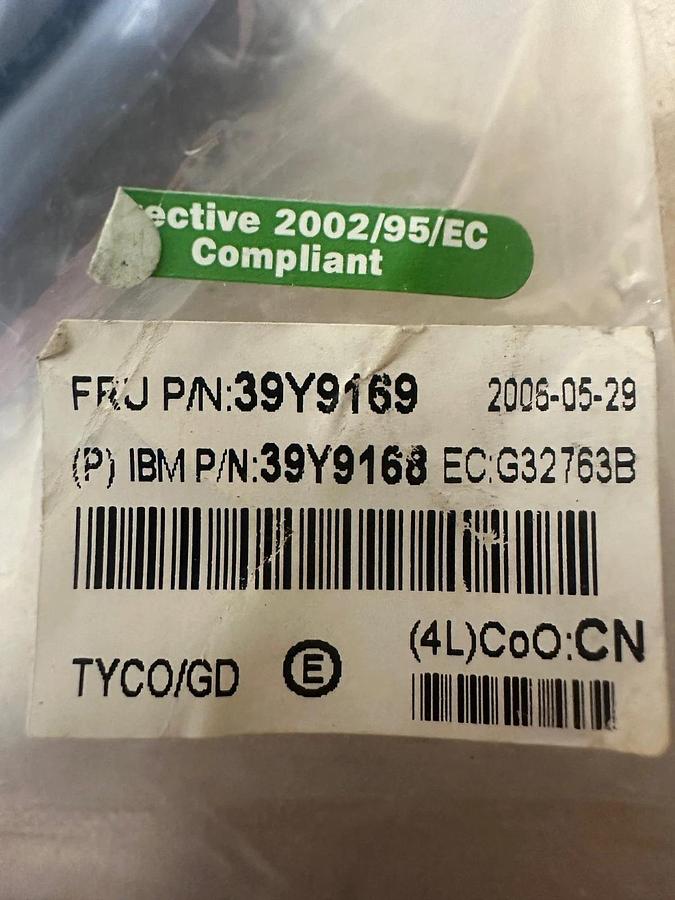 ective 2002/95/EC
Compliant
FRU P/N:39Y9169 2006-05-29
(P) IBM P/N:39Y9168 EC:G32763B
TYCO/GD E (4L)CoO:CN